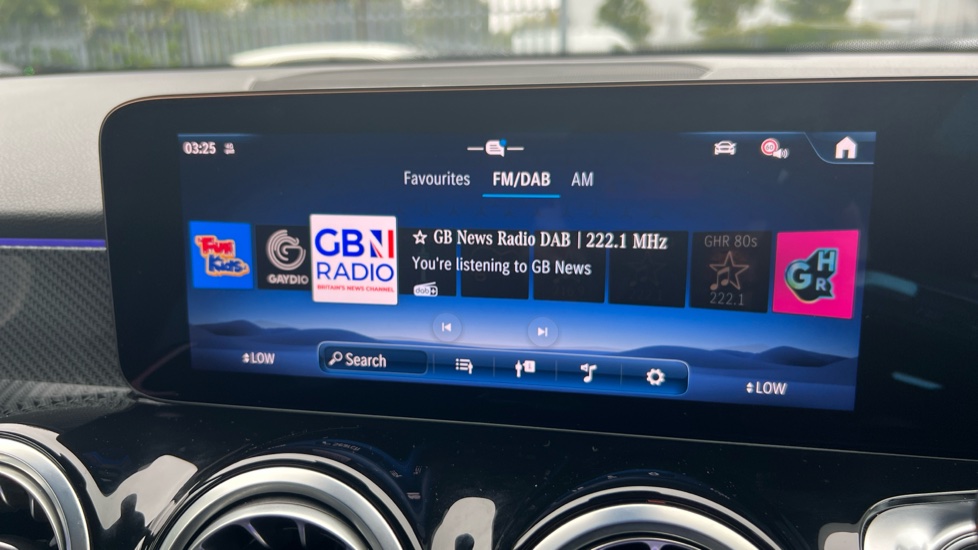 03:25
60
Favourites FM/DAB AM
FUN KIDS
GAYDIO
GBN
RADIO
BRITAIN'S NEWS CHANNEL
☆ GB News Radio DAB | 222.1 MHz
You're listening to GB News
dab
GHR 80s
222.1
GHR
LOW
Search
LOW